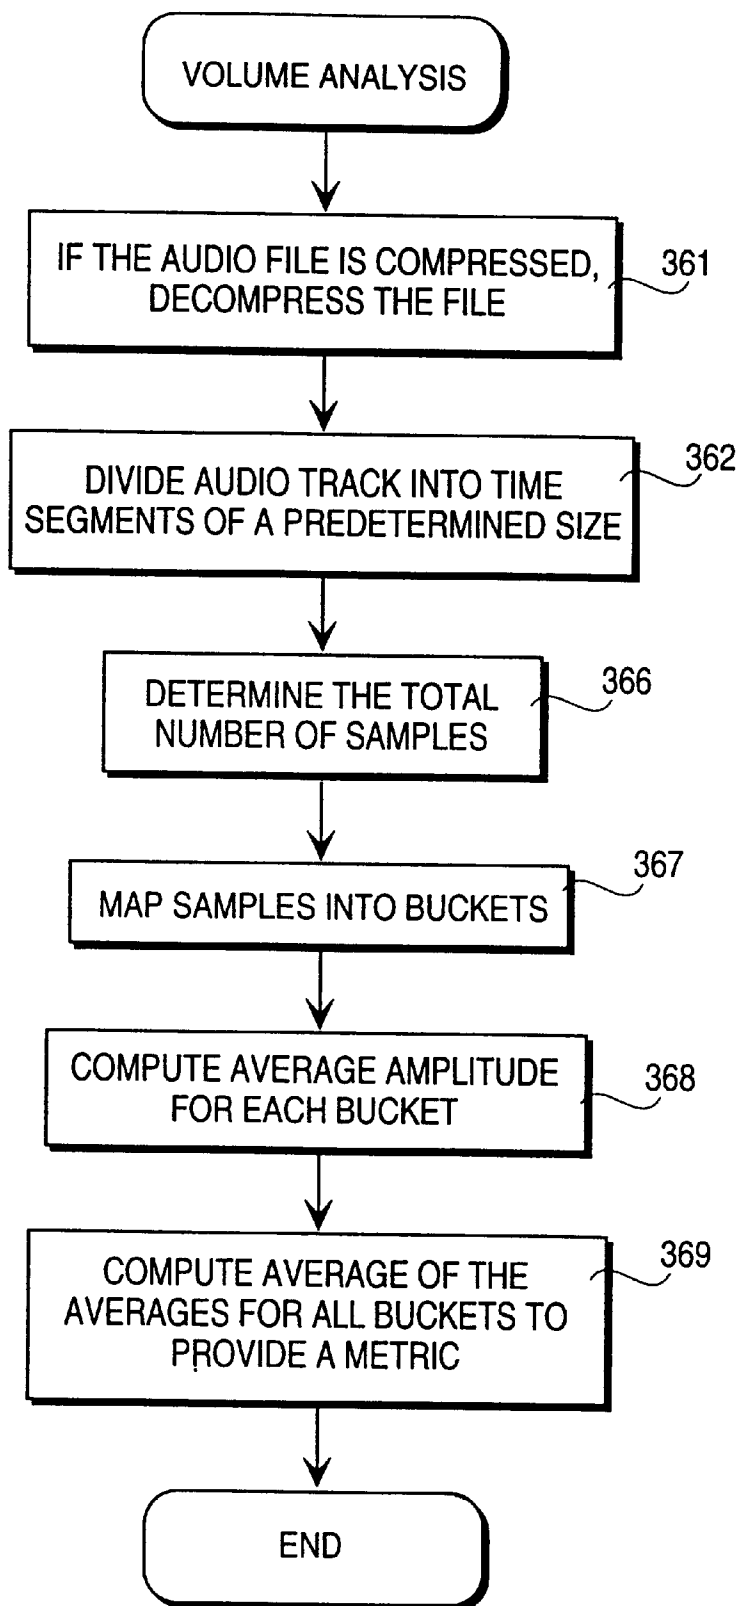 VOLUME ANALYSIS
IF THE AUDIO FILE IS COMPRESSED,
DECOMPRESS THE FILE
361
DIVIDE AUDIO TRACK INTO TIME
SEGMENTS OF A PREDETERMINED SIZE
362
DETERMINE THE TOTAL
NUMBER OF SAMPLES
366
MAP SAMPLES INTO BUCKETS
367
COMPUTE AVERAGE AMPLITUDE
FOR EACH BUCKET
368
COMPUTE AVERAGE OF THE
AVERAGES FOR ALL BUCKETS TO
PROVIDE A METRIC
369
END